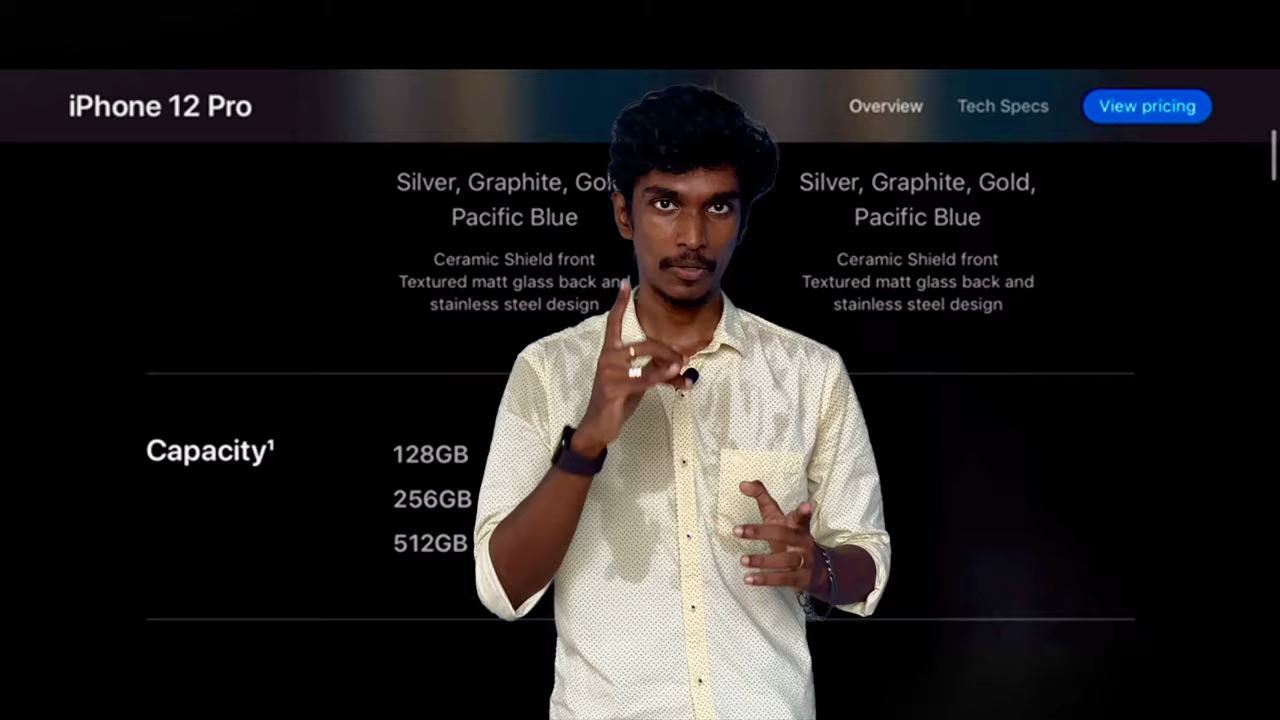 iPhone 12 Pro
Overview
Tech Specs
View pricing
Silver, Graphite, Gol
Pacific Blue
Ceramic Shield front
Textured matt glass back and
stainless steel design
Silver, Graphite, Gold,
Pacific Blue
Ceramic Shield front
Textured matt glass back and
stainless steel design
Capacity¹
128GB
256GB
512GB